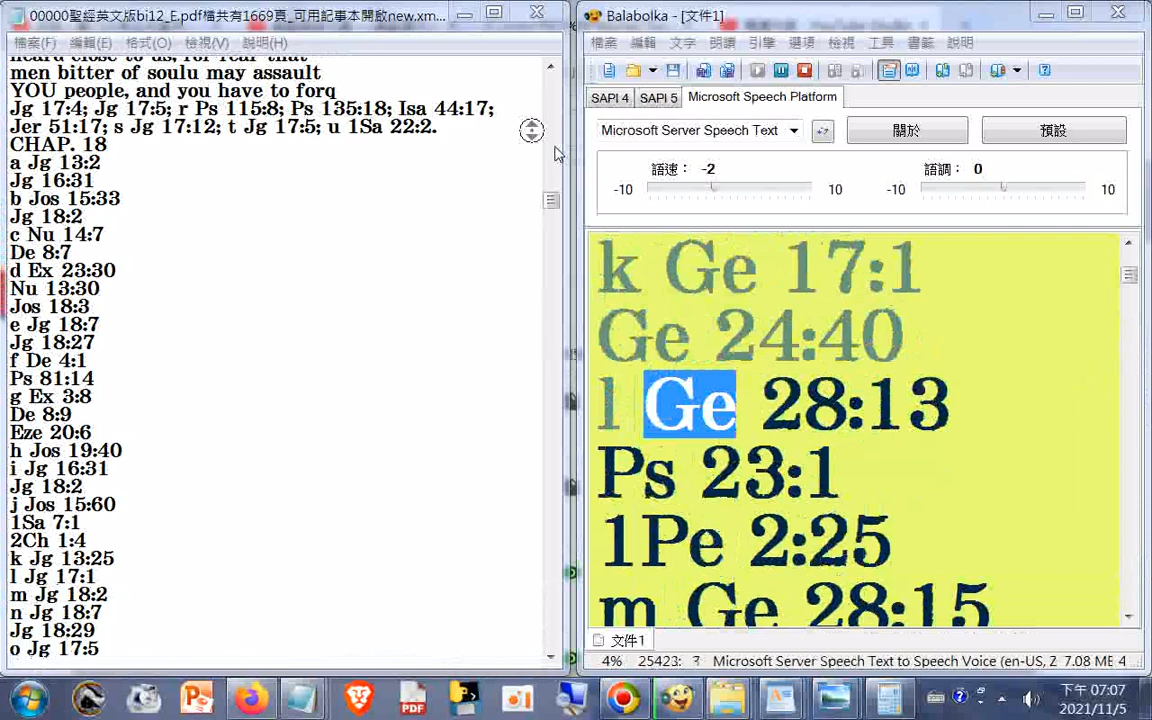 00000聖經英文版bi12_E.pdf檔共有1669頁_可用記事本開啟new.xm...
檔案(F) 編輯(E) 格式(O) 檢視(V) 說明(H)
heard close to us, for fear that
men bitter of soulu may assault
YOU people, and you have to forq
Jg 17:4; Jg 17:5; r Ps 115:8; Ps 135:18; Isa 44:17;
Jer 51:17; s Jg 17:12; t Jg 17:5; u 1Sa 22:2.
CHAP. 18
a Jg 13:2
Jg 16:31
b Jos 15:33
Jg 18:2
c Nu 14:7
De 8:7
d Ex 23:30
Nu 13:30
Jos 18:3
e Jg 18:7
Jg 18:27
f De 4:1
Ps 81:14
g Ex 3:8
De 8:9
Eze 20:6
h Jos 19:40
i Jg 16:31
Jg 18:2
j Jos 15:60
1Sa 7:1
2Ch 1:4
k Jg 13:25
l Jg 17:1
m Jg 18:2
n Jg 18:7
Jg 18:29
o Jg 17:5
Balabolka - [文件1]
檔案 編輯 文字 朗讀 引擎 選項 檢視 工具 書籤 說明
SAPI 4 SAPI 5 Microsoft Speech Platform
Microsoft Server Speech Text 關於 預設
語速： -2 語調： 0
-10 10 -10 10
k Ge 17:1
Ge 24:40
l Ge 28:13
Ps 23:1
1Pe 2:25
m Ge 28:15
文件1
4% 25423: ? Microsoft Server Speech Text to Speech Voice (en-US, Z 7.08 ME 4
PDF
下午 07:07
2021/11/5